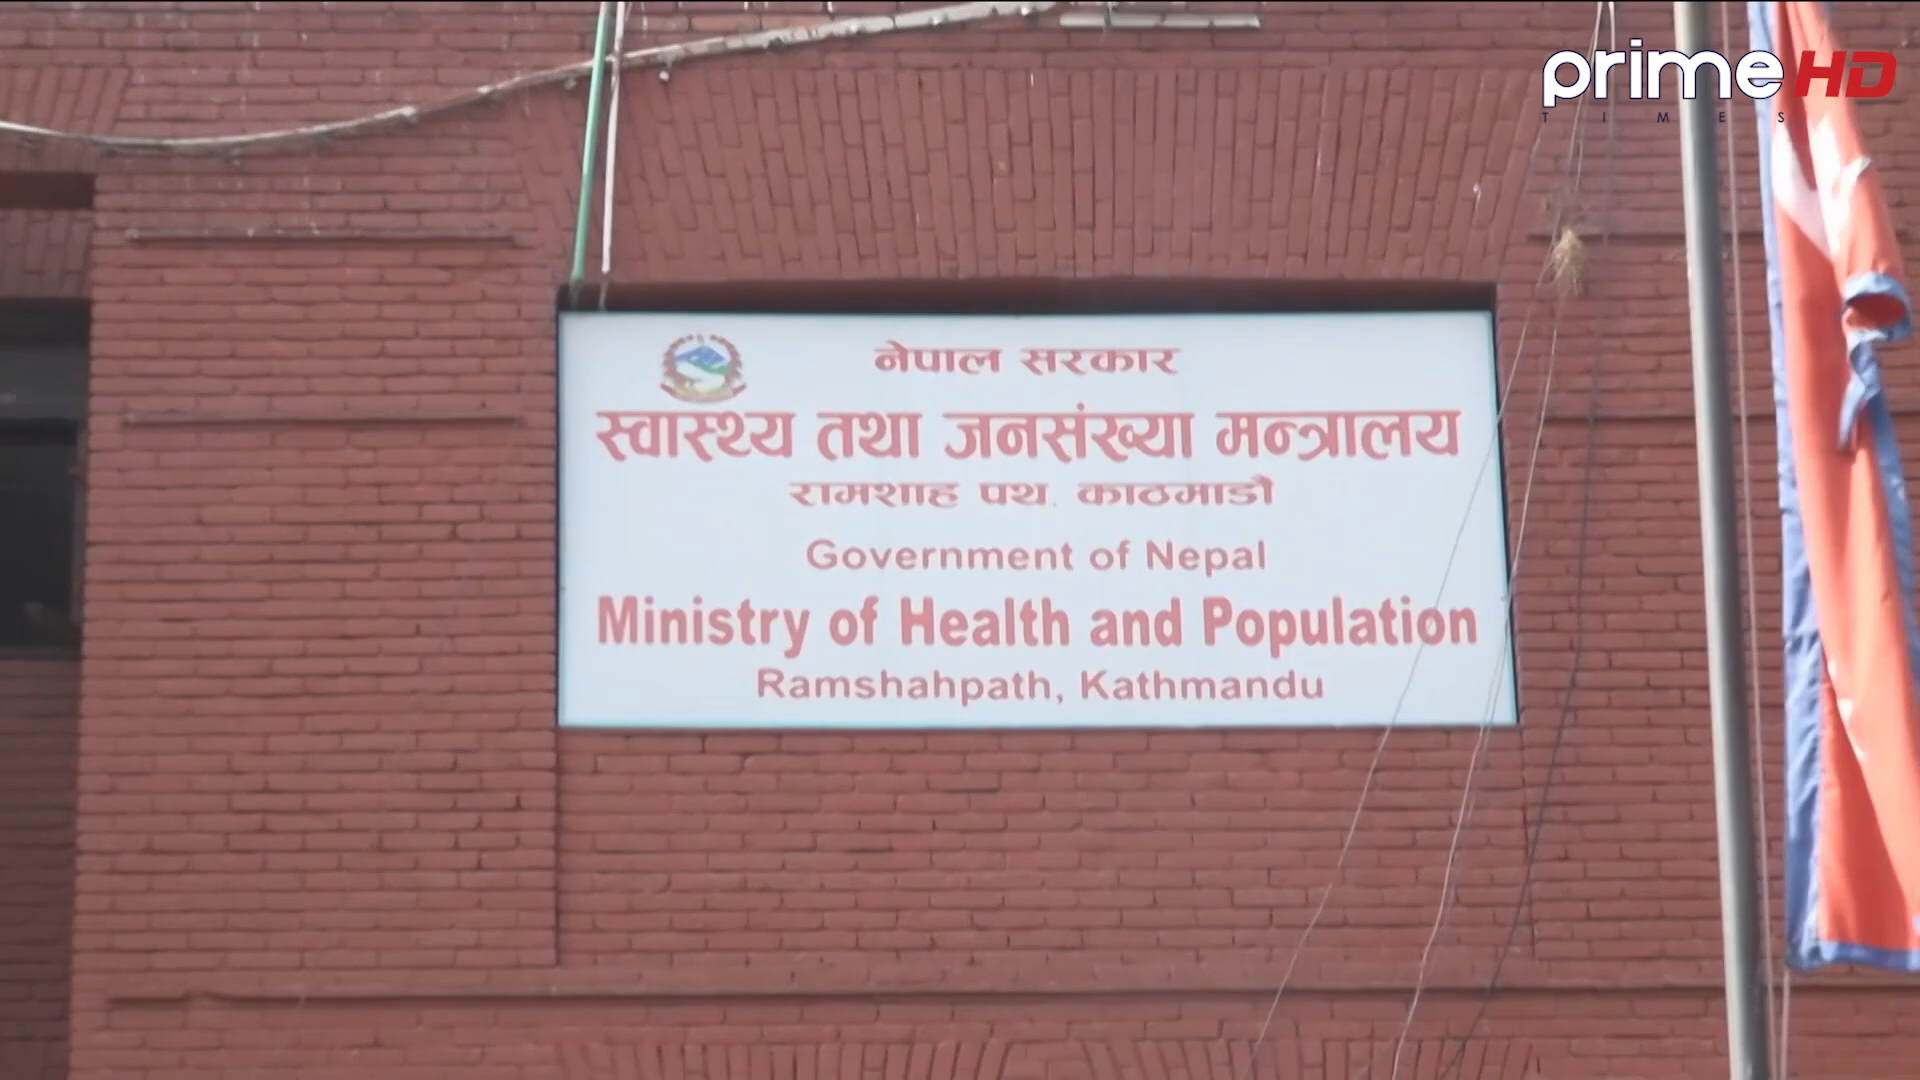 prime HD
TIMES
नेपाल सरकार
स्वास्थ्य तथा जनसंख्या मन्त्रालय
रामशाह पथ, काठमाडौं
Government of Nepal
Ministry of Health and Population
Ramshahpath, Kathmandu